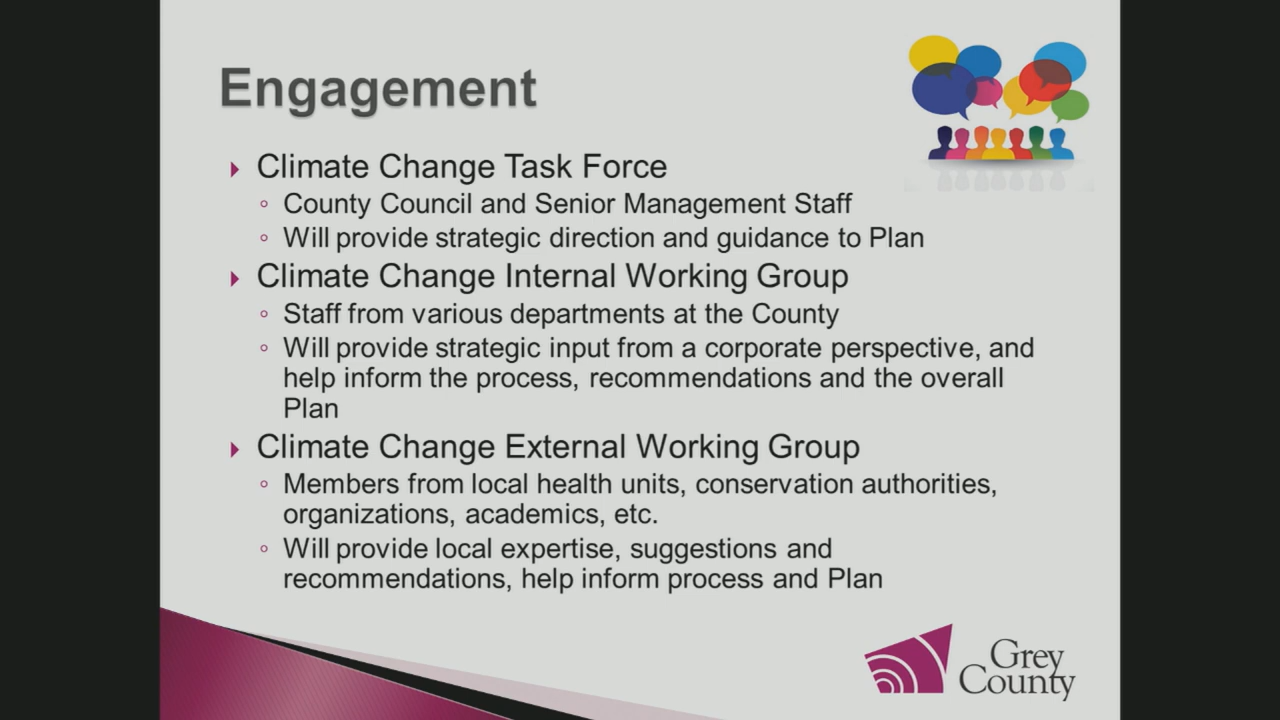 Engagement
Climate Change Task Force
County Council and Senior Management Staff
Will provide strategic direction and guidance to Plan
Climate Change Internal Working Group
Staff from various departments at the County
Will provide strategic input from a corporate perspective, and
help inform the process, recommendations and the overall
Plan
Climate Change External Working Group
Members from local health units, conservation authorities,
organizations, academics, etc.
Will provide local expertise, suggestions and
recommendations, help inform process and Plan
Grey
County